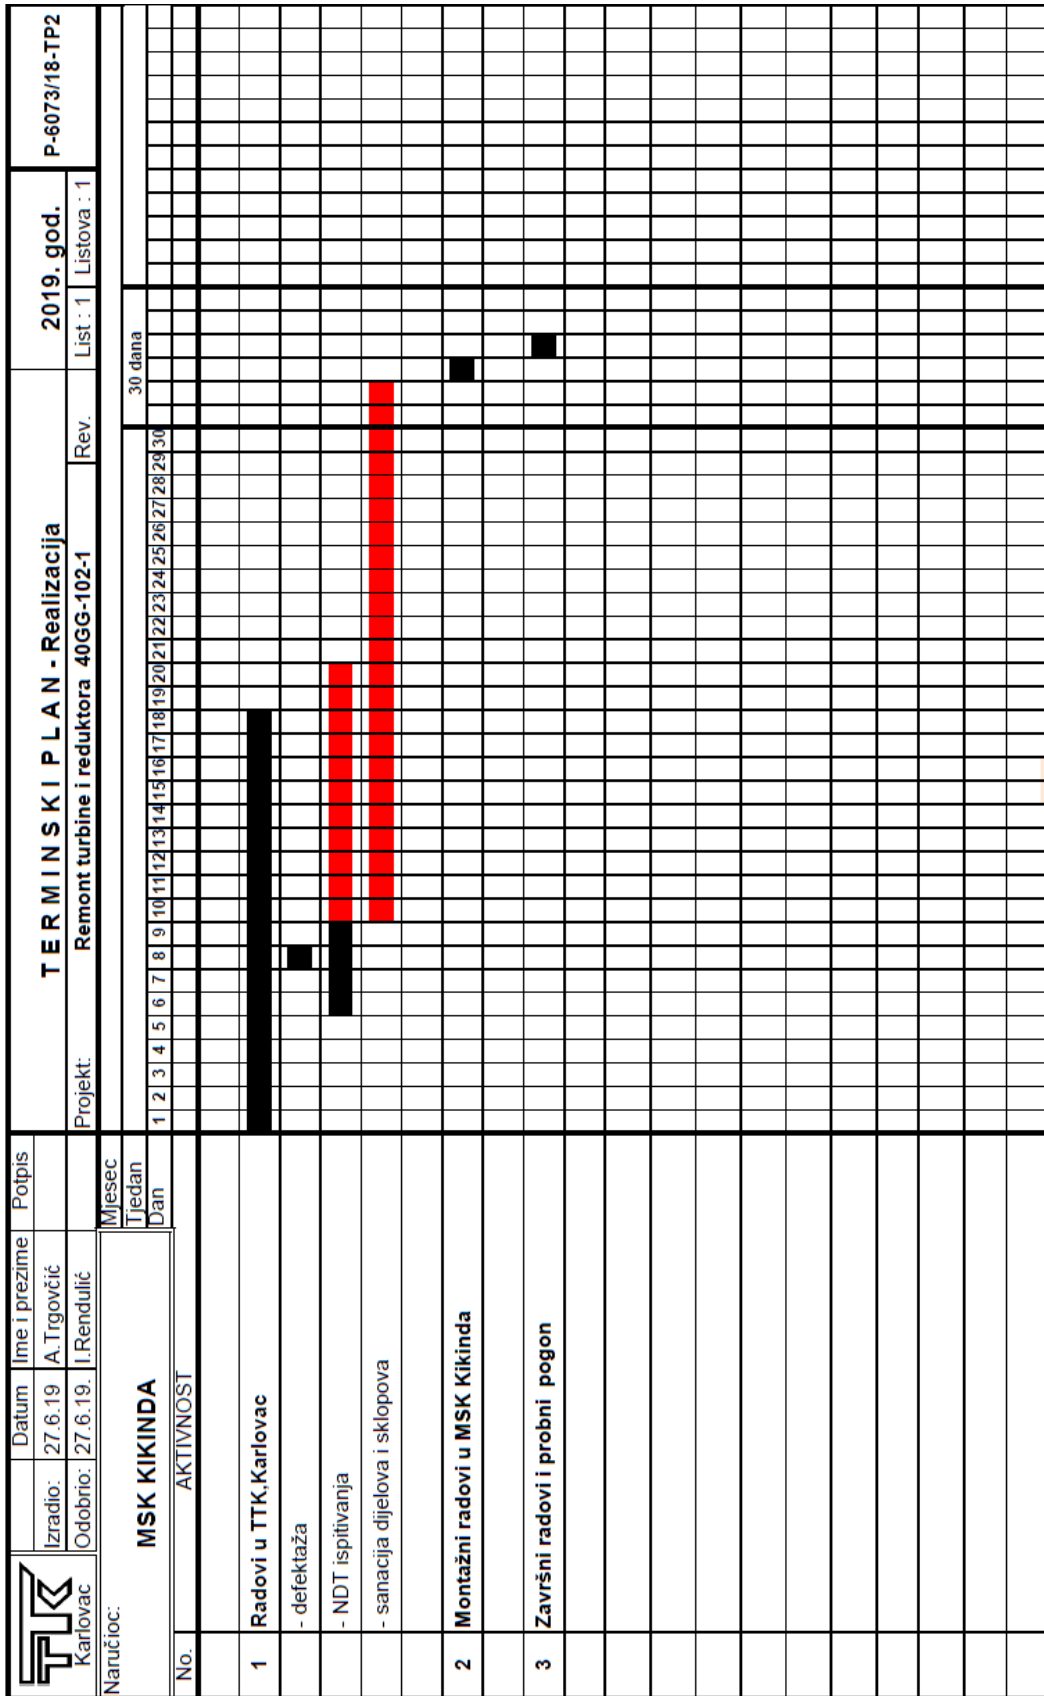 TTK
Karlovac
Datum Ime i prezime Potpis
Izradio: 27.6.19 A.Trgovčić
Odobrio: 27.6.19. I.Rendulić
T E R M I N S K I P L A N - Realizacija 2019. god. P-6073/18-TP2
Projekt: Remont turbine i reduktora 40GG-102-1 Rev. List : 1 Listova : 1
Naručioc:
MSK KIKINDA
Mjesec
Tjedan 30 dana
Dan 1 2 3 4 5 6 7 8 9 10 11 12 13 14 15 16 17 18 19 20 21 22 23 24 25 26 27 28 29 30
No. AKTIVNOST
1 Radovi u TTK,Karlovac
- defektaža
- NDT ispitivanja
- sanacija dijelova i sklopova
2 Montažni radovi u MSK Kikinda
3 Završni radovi i probni pogon